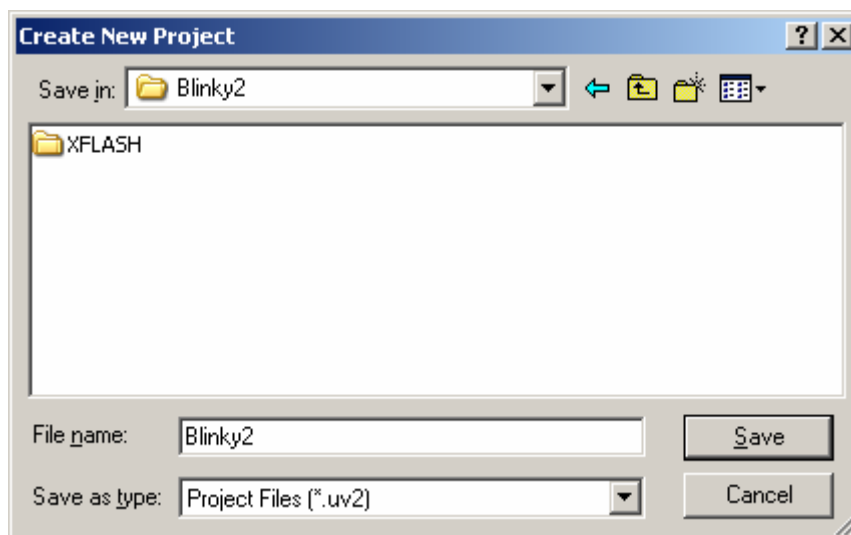 Create New Project
Save in: Blinky2
XFLASH
File name: Blinky2 Save
Save as type: Project Files (*.uv2) Cancel